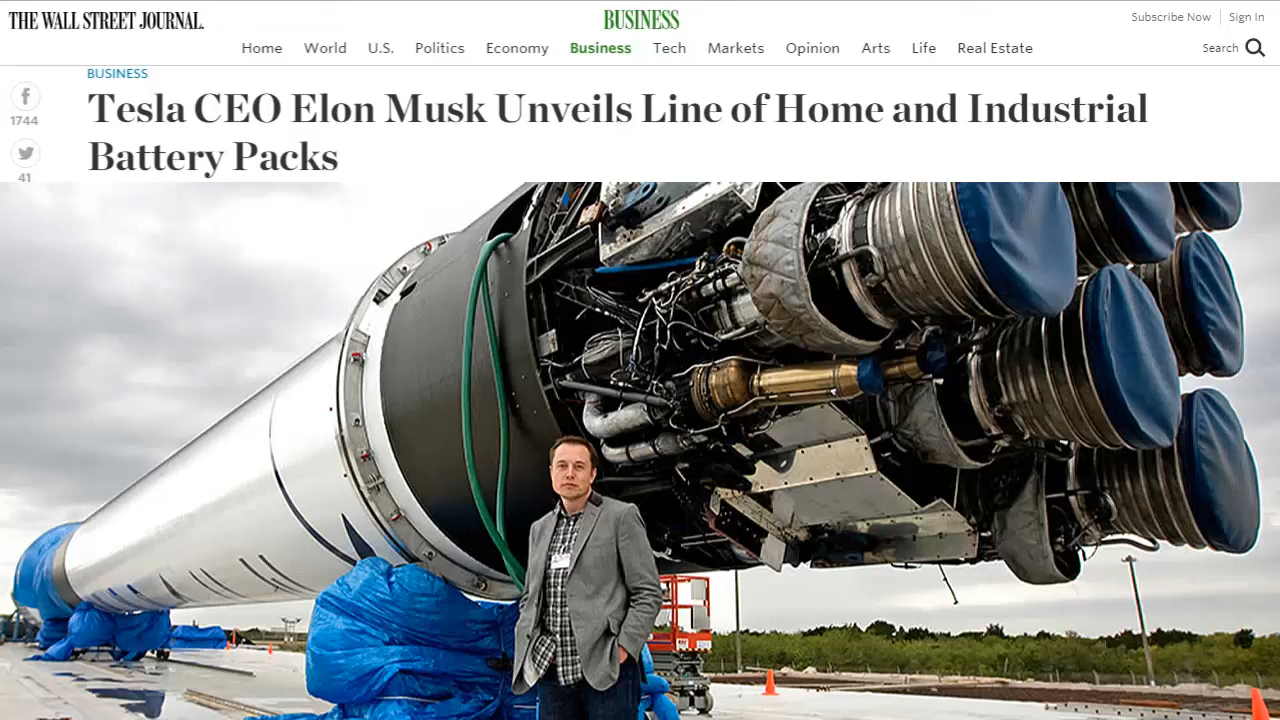 THE WALL STREET JOURNAL.
BUSINESS
Subscribe Now
Sign In
Home World U.S. Politics Economy Business Tech Markets Opinion Arts Life Real Estate
Search
BUSINESS
Tesla CEO Elon Musk Unveils Line of Home and Industrial
Battery Packs
1744
41